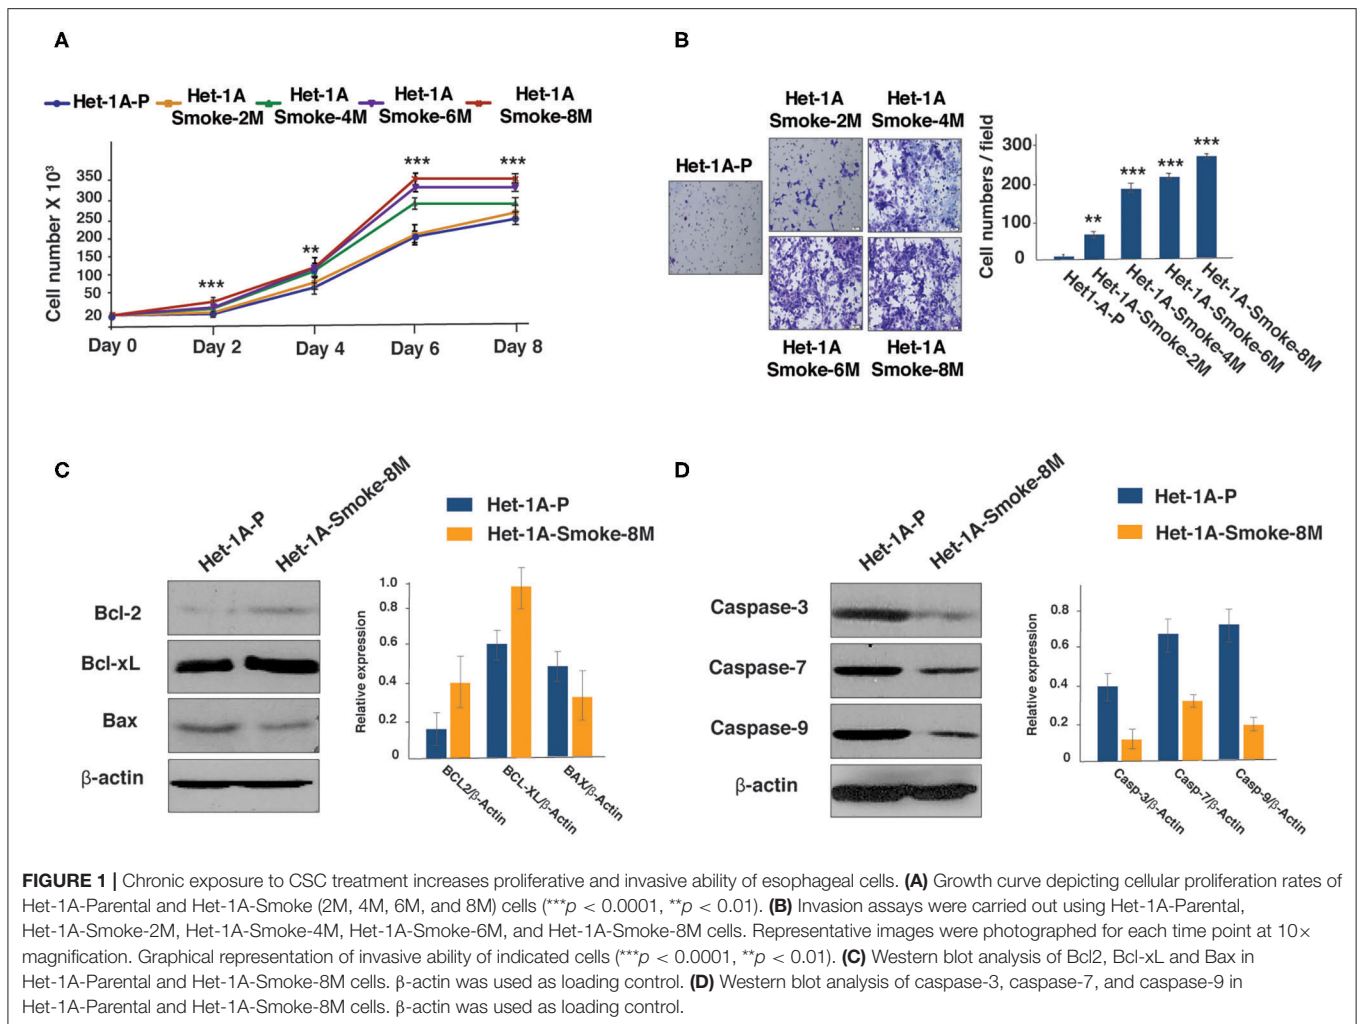 A
Het-1A-P
Het-1A
Smoke-2M
Het-1A
Smoke-4M
Het-1A
Smoke-6M
Het-1A
Smoke-8M
Cell number X 10³
350
300
250
200
150
100
50
20
***
**
***
***
Day 0
Day 2
Day 4
Day 6
Day 8
B
Het-1A-P
Het-1A
Smoke-2M
Het-1A
Smoke-4M
Het-1A
Smoke-6M
Het-1A
Smoke-8M
Cell numbers / field
300
200
100
0
**
***
***
***
Het1-A-P
Het-1A-Smoke-2M
Het-1A-Smoke-4M
Het-1A-Smoke-6M
Het-1A-Smoke-8M
C
Het-1A-P
Het-1A-Smoke-8M
Bcl-2
Bcl-xL
Bax
β-actin
Het-1A-P
Het-1A-Smoke-8M
Relative expression
1.0
0.8
0.6
0.4
0.2
0
BCL2/β-Actin
BCL-XL/β-Actin
BAX/β-Actin
D
Het-1A-P
Het-1A-Smoke-8M
Caspase-3
Caspase-7
Caspase-9
β-actin
Het-1A-P
Het-1A-Smoke-8M
Relative expression
0.8
0.6
0.4
0.2
0
Casp-3/β-Actin
Casp-7/β-Actin
Casp-9/β-Actin
FIGURE 1 | Chronic exposure to CSC treatment increases proliferative and invasive ability of esophageal cells. (A) Growth curve depicting cellular proliferation rates of
Het-1A-Parental and Het-1A-Smoke (2M, 4M, 6M, and 8M) cells (***p < 0.0001, **p < 0.01). (B) Invasion assays were carried out using Het-1A-Parental,
Het-1A-Smoke-2M, Het-1A-Smoke-4M, Het-1A-Smoke-6M, and Het-1A-Smoke-8M cells. Representative images were photographed for each time point at 10×
magnification. Graphical representation of invasive ability of indicated cells (***p < 0.0001, **p < 0.01). (C) Western blot analysis of Bcl2, Bcl-xL and Bax in
Het-1A-Parental and Het-1A-Smoke-8M cells. β-actin was used as loading control. (D) Western blot analysis of caspase-3, caspase-7, and caspase-9 in
Het-1A-Parental and Het-1A-Smoke-8M cells. β-actin was used as loading control.